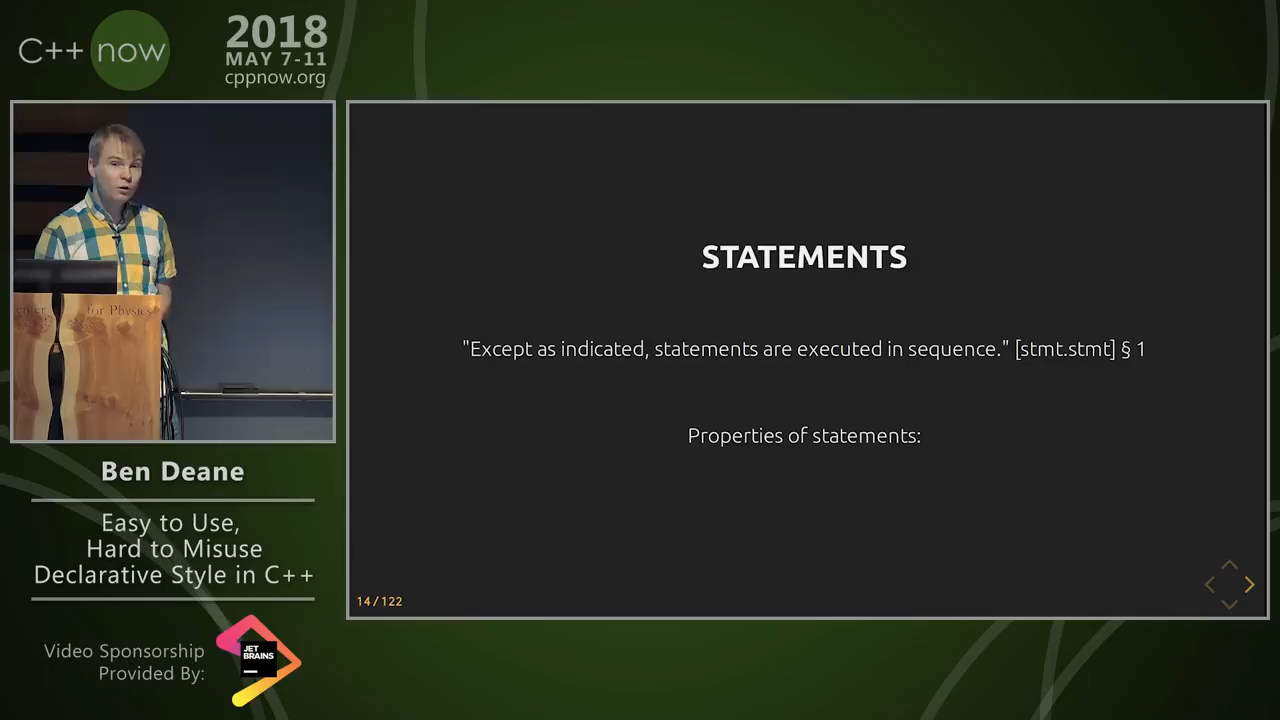 C++ now
2018
MAY 7-11
cppnow.org
for Physics
Ben Deane
Easy to Use,
Hard to Misuse
Declarative Style in C++
Video Sponsorship
Provided By:
JET
BRAINS
STATEMENTS
"Except as indicated, statements are executed in sequence." [stmt.stmt] § 1
Properties of statements:
14 / 122